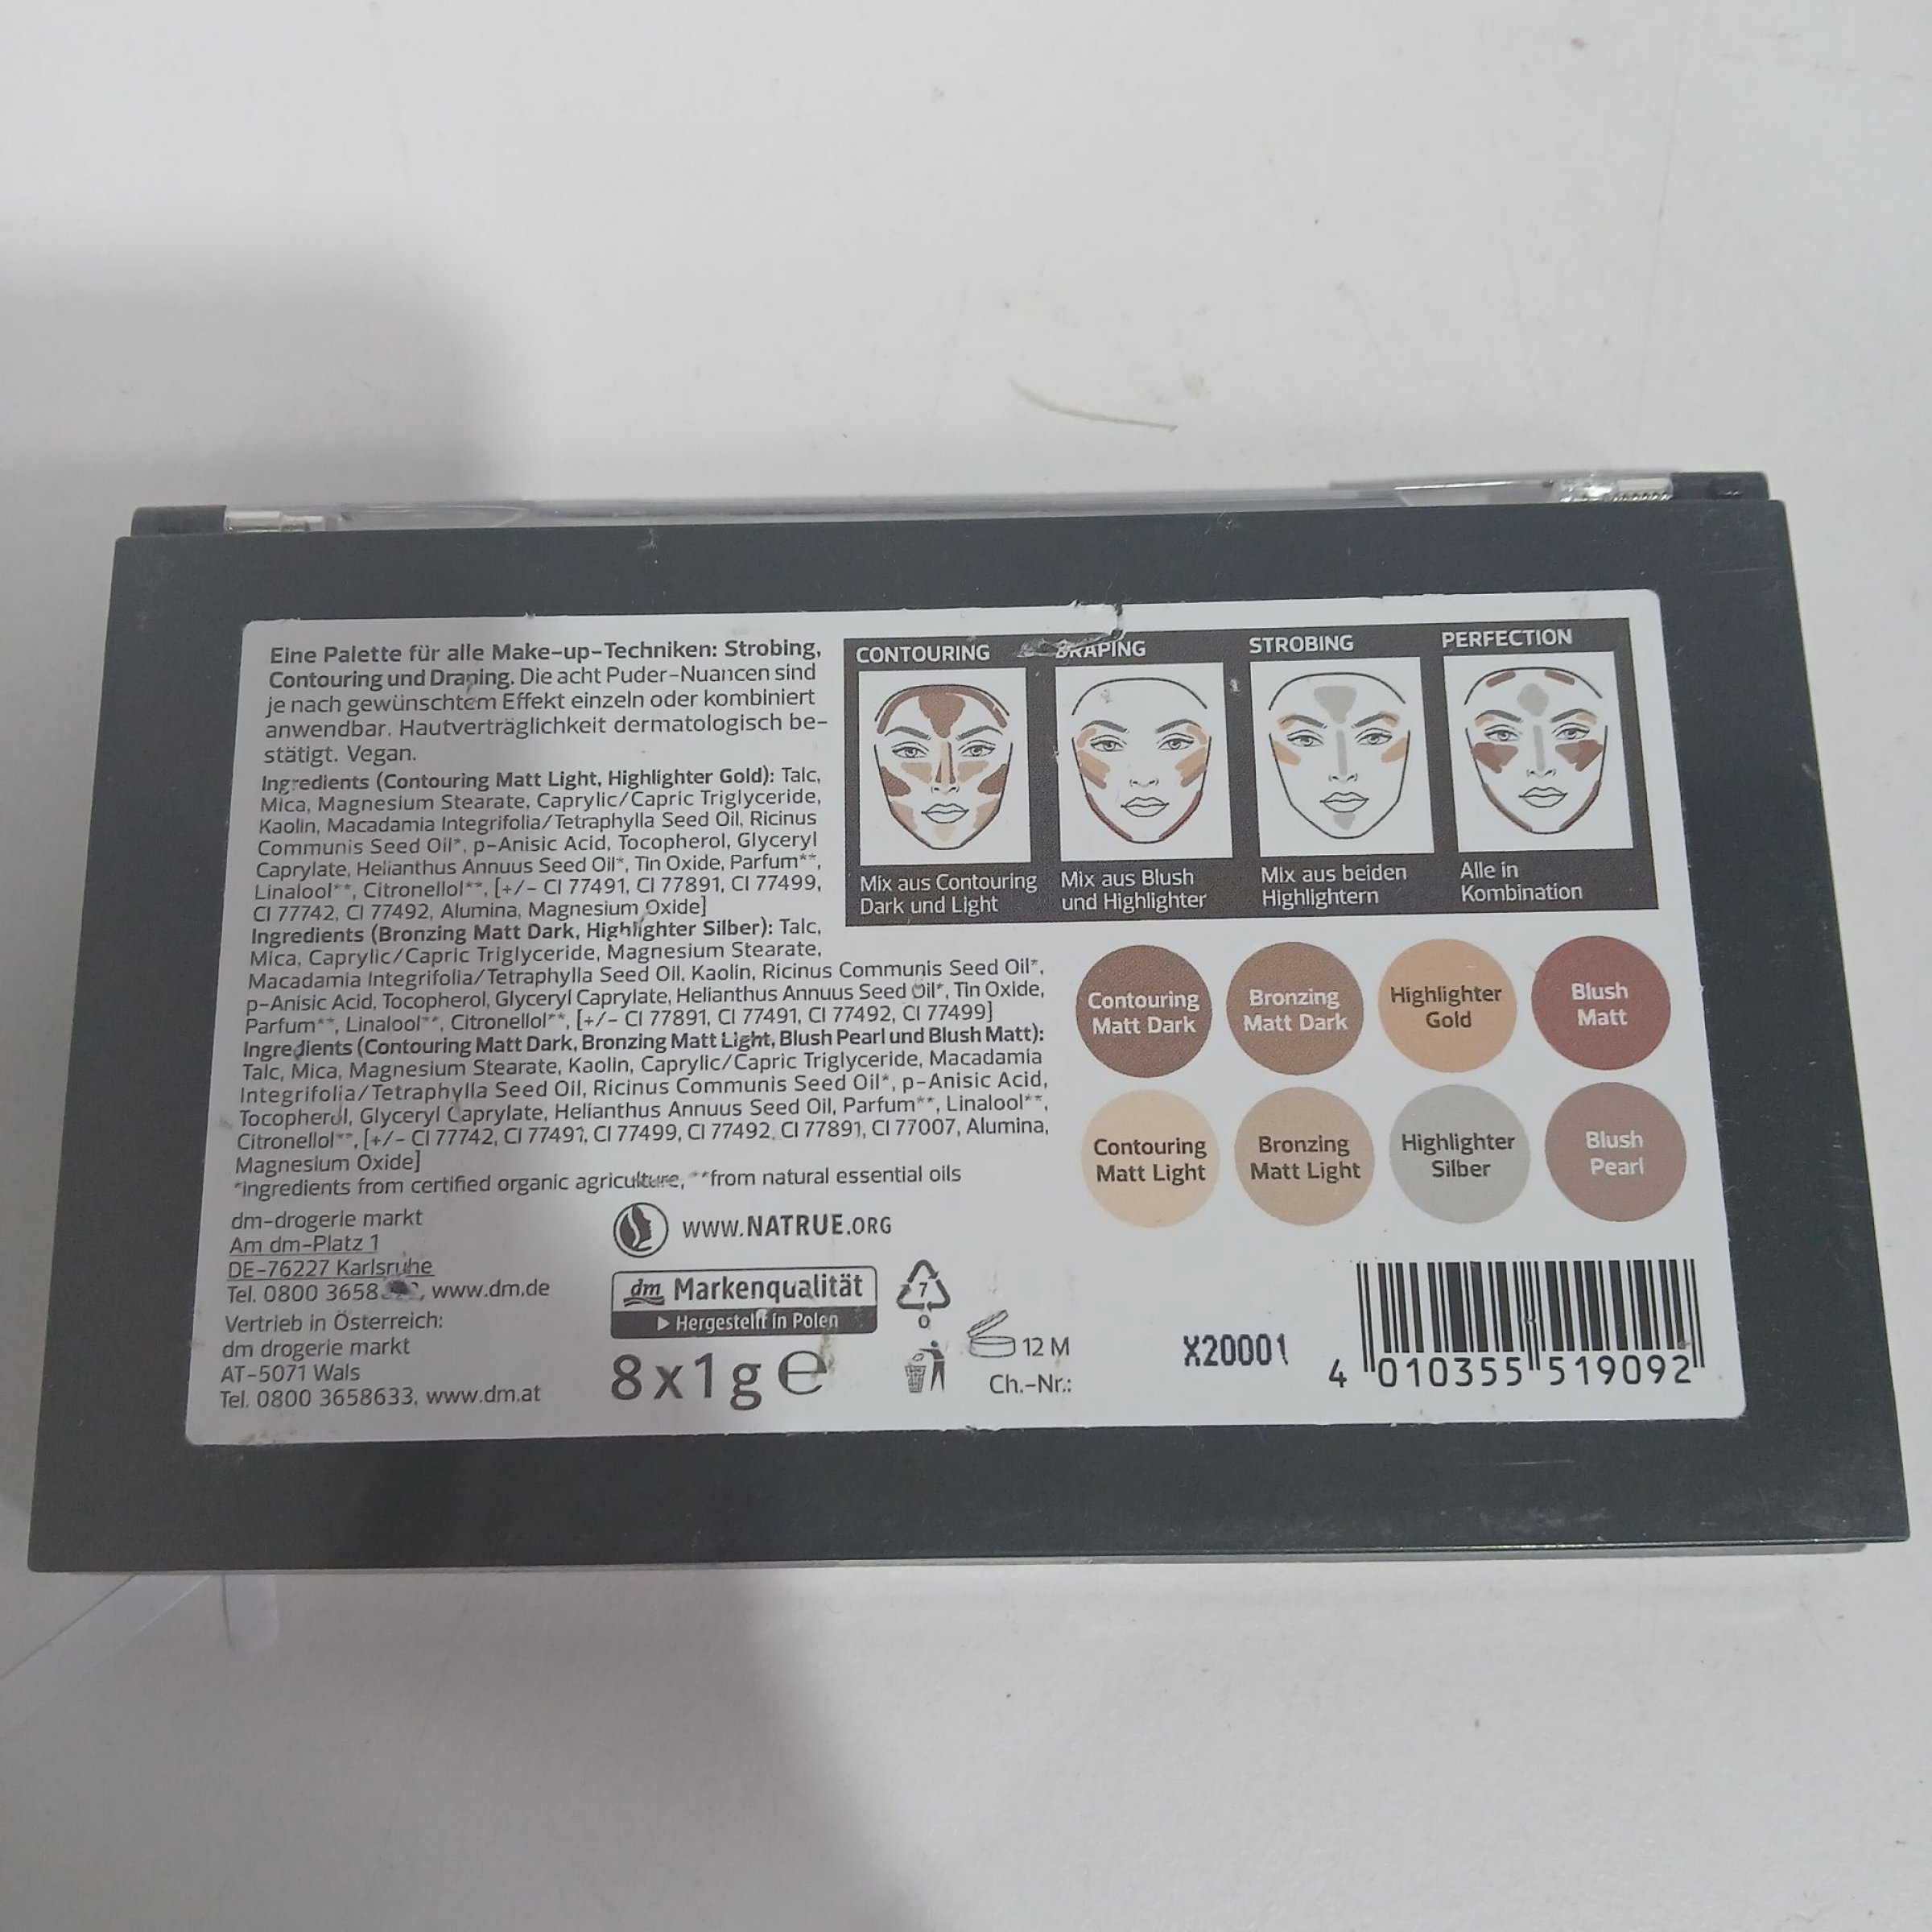 Eine Palette für alle Make-up-Techniken: Strobing,
Contouring und Draping. Die acht Puder-Nuancen sind
je nach gewünschtem Effekt einzeln oder kombiniert
anwendbar. Hautverträglichkeit dermatologisch be-
stätigt. Vegan.
Ingredients (Contouring Matt Light, Highlighter Gold): Talc,
Mica, Magnesium Stearate, Caprylic/Capric Triglyceride,
Kaolin, Macadamia Integrifolia/Tetraphylla Seed Oil, Ricinus
Communis Seed Oil*, p-Anisic Acid, Tocopherol, Glyceryl
Caprylate, Helianthus Annuus Seed Oil*, Tin Oxide, Parfum**,
Linalool**, Citronellol**, [+/- CI 77491, CI 77891, CI 77499,
CI 77742, CI 77492, Alumina, Magnesium Oxide]
Ingredients (Bronzing Matt Dark, Highlighter Silber): Talc,
Mica, Caprylic/Capric Triglyceride, Magnesium Stearate,
Macadamia Integrifolia/Tetraphylla Seed Oil, Kaolin, Ricinus Communis Seed Oil*,
p-Anisic Acid, Tocopherol, Glyceryl Caprylate, Helianthus Annuus Seed Oil*, Tin Oxide,
Parfum**, Linalool**, Citronellol**, [+/- CI 77891, CI 77491, CI 77492, CI 77499]
Ingredients (Contouring Matt Dark, Bronzing Matt Light, Blush Pearl und Blush Matt):
Talc, Mica, Magnesium Stearate, Kaolin, Caprylic/Capric Triglyceride, Macadamia
Integrifolia/Tetraphylla Seed Oil, Ricinus Communis Seed Oil*, p-Anisic Acid,
Tocopherol, Glyceryl Caprylate, Helianthus Annuus Seed Oil, Parfum**, Linalool**,
Citronellol**, [+/- CI 77742, CI 77491, CI 77499, CI 77492, CI 77891, CI 77007, Alumina,
Magnesium Oxide]
*ingredients from certified organic agriculture, **from natural essential oils
dm-drogerie markt
Am dm-Platz 1
DE-76227 Karlsruhe
Tel. 0800 3658 , www.dm.de
Vertrieb in Österreich:
dm drogerie markt
AT-5071 Wals
Tel. 0800 3658633, www.dm.at
WWW.NATRUE.ORG
dm Markenqualität
Hergestellt in Polen
8x1g e
7
O
12 M
Ch.-Nr.:
X20001
4 010355 519092
CONTOURING
DRAPING
STROBING
PERFECTION
Mix aus Contouring
Dark und Light
Mix aus Blush
und Highlighter
Mix aus beiden
Highlightern
Alle in
Kombination
Contouring
Matt Dark
Bronzing
Matt Dark
Highlighter
Gold
Blush
Matt
Contouring
Matt Light
Bronzing
Matt Light
Highlighter
Silber
Blush
Pearl